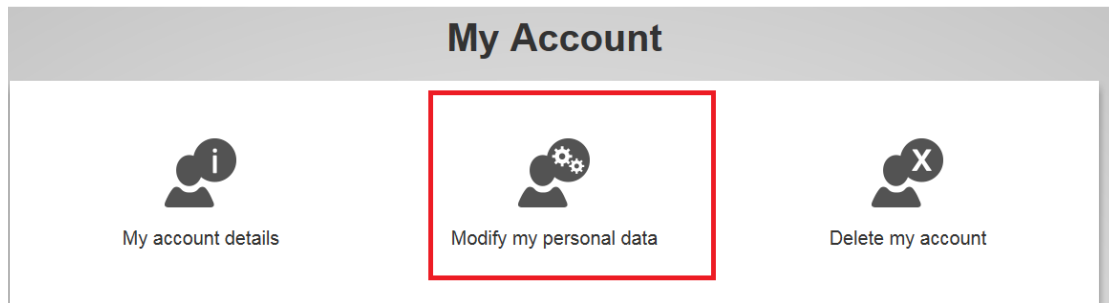 My Account
i
X
My account details
Modify my personal data
Delete my account